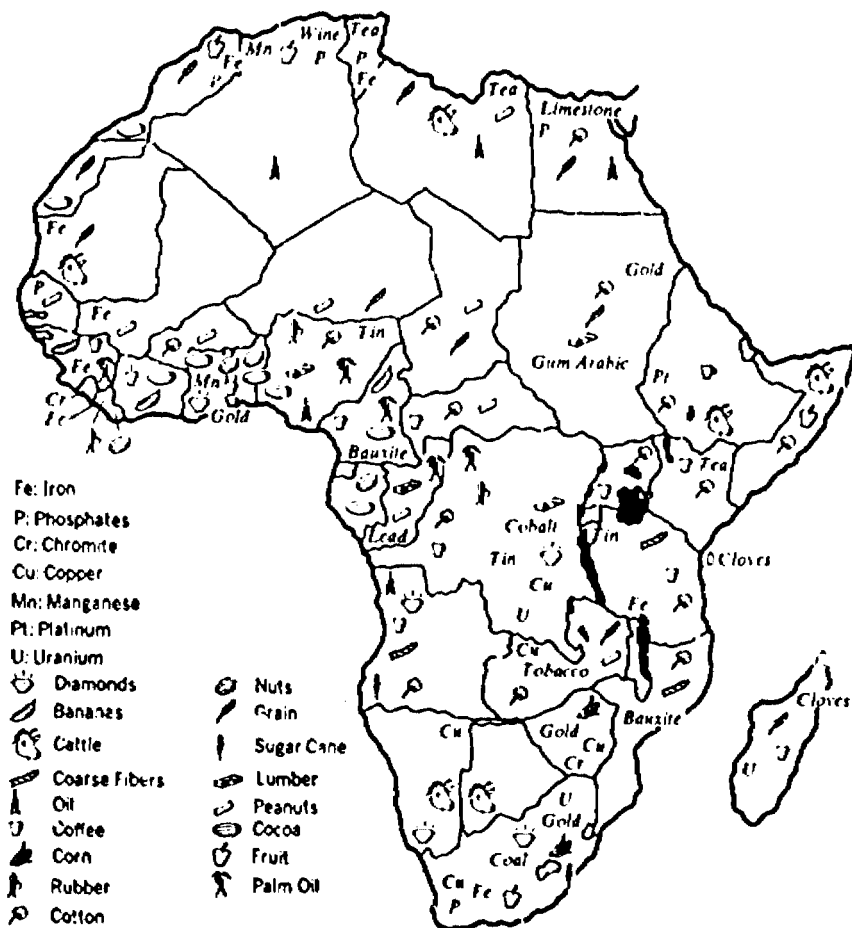 Mn
Wine
Tea
Fe
P
P
P
Fe
Tea
Limestone
P
Fe
Gold
P
Fe
Tin
Gum Arabic
Fe
Mn
Pt
Cr
Fe
Gold
Bauxite
Tea
Lead
Cobalt
Tin
Tin
Cloves
Cu
U
Fe
Cu
Tobacco
Cu
Gold
Bauxite
Cloves
Cu
Cr
U
U
Gold
Coal
Cu
Fe
P
Fe: Iron
P: Phosphates
Cr: Chromite
Cu: Copper
Mn: Manganese
Pt: Platinum
U: Uranium
Diamonds
Bananas
Cattle
Coarse Fibers
Oil
Coffee
Corn
Rubber
Cotton
Nuts
Grain
Sugar Cane
Lumber
Peanuts
Cocoa
Fruit
Palm Oil